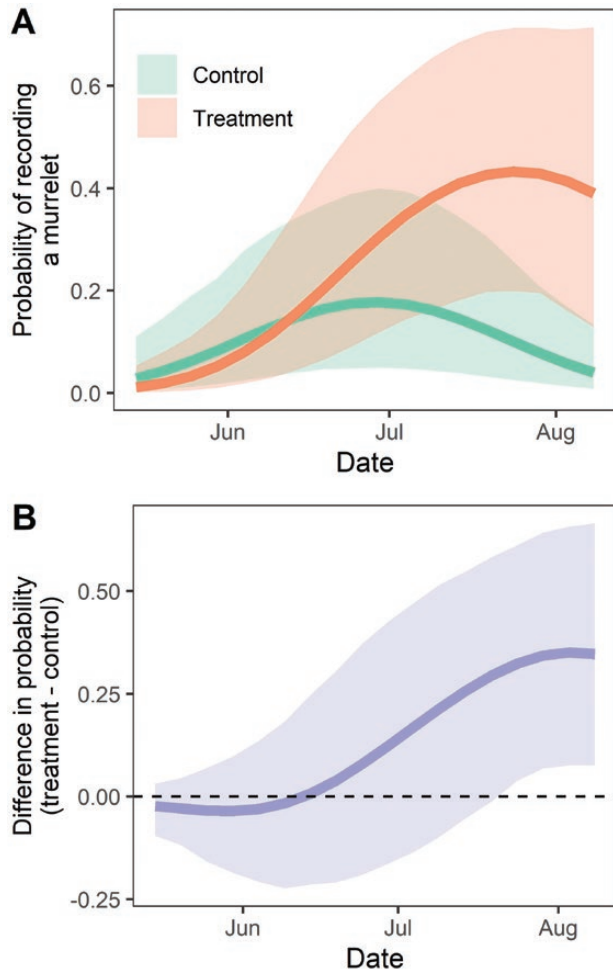 A
Probability of recording
a murrelet
0.6
0.4
0.2
0.0
Control
Treatment
Jun
Jul
Aug
Date
B
Difference in probability
(treatment - control)
0.50
0.25
0.00
-0.25
Jun
Jul
Aug
Date